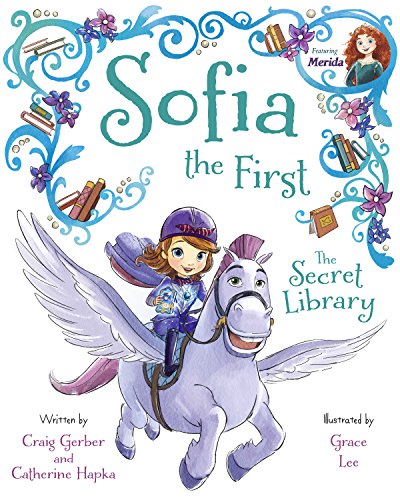 Featuring
Merida
Sofia
the First
The
Secret
Library
Written by
Craig Gerber
and
Catherine Hapka
Illustrated by
Grace
Lee